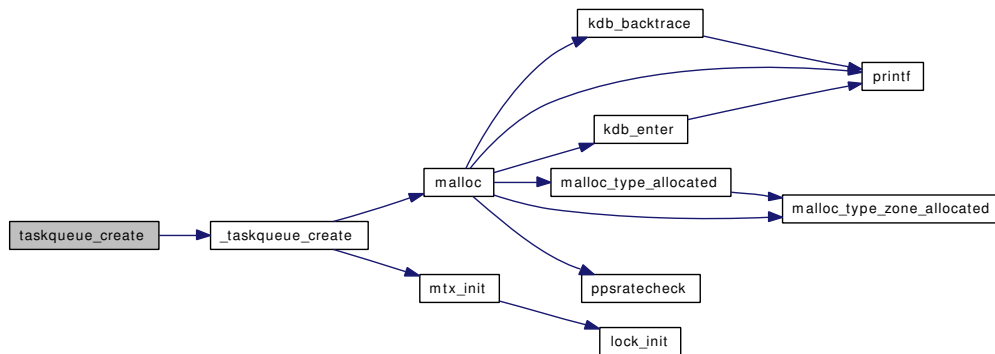 kdb_backtrace
printf
kdb_enter
malloc
malloc_type_allocated
malloc_type_zone_allocated
taskqueue_create
_taskqueue_create
mtx_init
ppsratecheck
lock_init